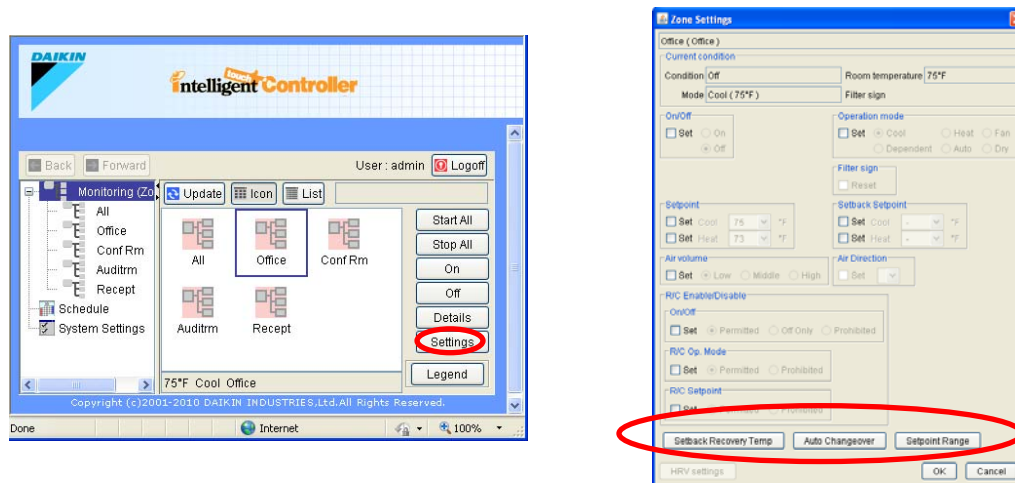 DAIKIN
intelligent touch Controller
Back Forward User : admin Logoff
Monitoring (Zo
All
Office
Conf Rm
Auditrm
Recept
Schedule
System Settings
Update Icon List
All Office Conf Rm
Auditrm Recept
Start All
Stop All
On
Off
Details
Settings
Legend
75°F Cool Office
Copyright (c)2001-2010 DAIKIN INDUSTRIES,Ltd.All Rights Reserved.
Done Internet 100%
Zone Settings
Office ( Office )
Current condition
Condition Off Room temperature 75°F
Mode Cool ( 75°F ) Filter sign
On/Off
Set On
Off
Operation mode
Set Cool Heat Fan
Dependent Auto Dry
Filter sign
Reset
Setpoint
Set Cool 76 °F
Set Heat 73 °F
Setback Setpoint
Set Cool - °F
Set Heat - °F
Air volume
Set Low Middle High
Air Direction
Set
R/C Enable/Disable
On/Off
Set Permitted Off Only Prohibited
R/C Op. Mode
Set Permitted Prohibited
R/C Setpoint
Set Permitted Prohibited
Setback Recovery Temp Auto Changeover Setpoint Range
HRV settings OK Cancel